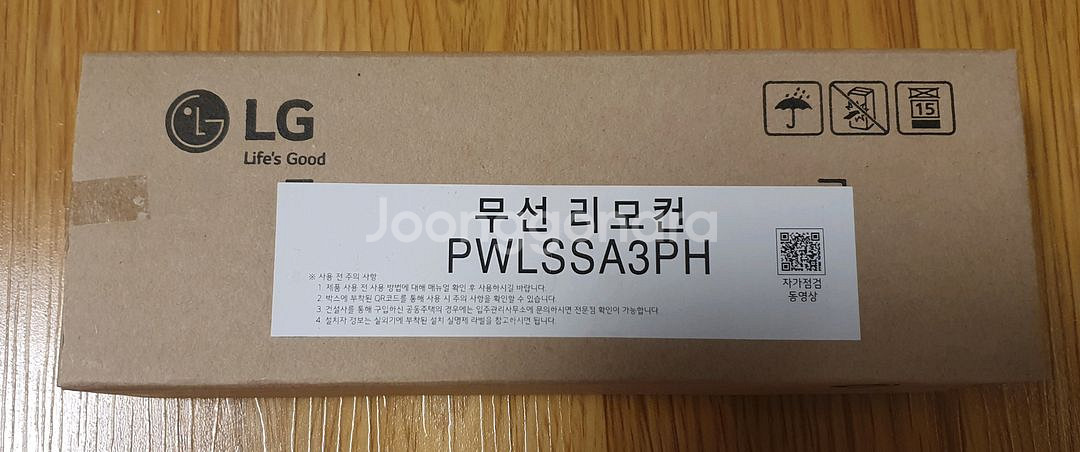 LG
Life's Good
15
무선 리모컨
Joonggonara
PWLSSA3PH
※ 사용 전 주의 사항
1. 제품 사용 전 사용 방법에 대해 매뉴얼 확인 후 사용하시길 바랍니다.
2. 박스에 부착된 QR코드를 통해 사용 시 주의 사항을 확인할 수 있습니다.
3. 건설사를 통해 구입하신 공동주택의 경우에는 입주관리사무소에 문의하시면 전문점 확인이 가능합니다.
4. 설치자 정보는 실외기에 부착된 설치 실명제 라벨을 참고하시면 됩니다.
자가점검
동영상